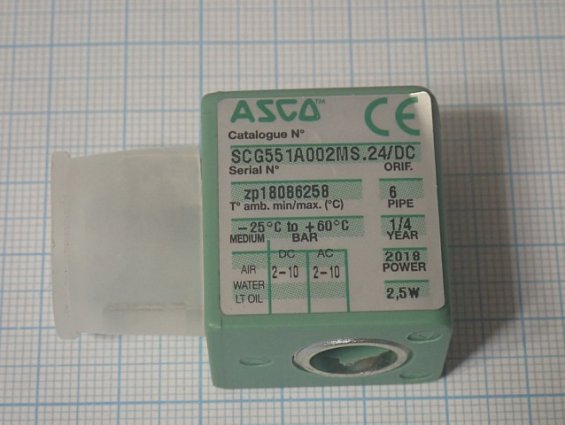 ASCO™ CE
Catalogue N°
SCG551A002MS.24/DC
Serial N° ORIF.
zp18086258 6
T° amb. min/max. (°C) PIPE
-25°C to +60°C 1/4
MEDIUM BAR YEAR
DC AC 2018
AIR 2-10 2-10 POWER
WATER
LT OIL 2,5W